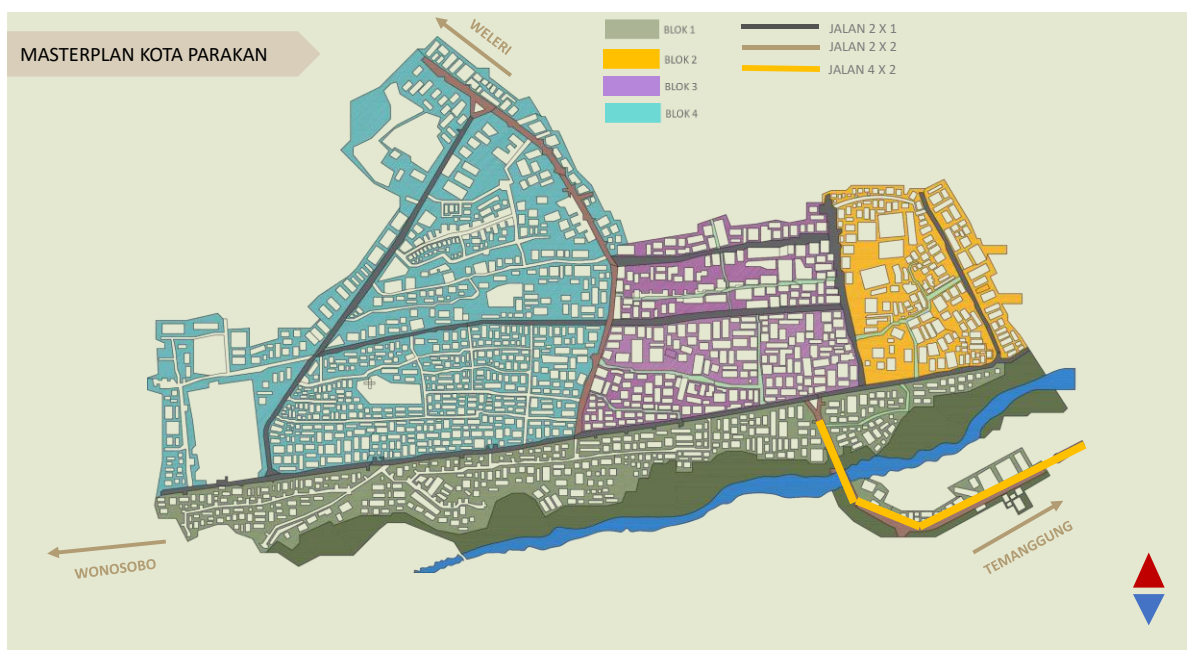 MASTERPLAN KOTA PARAKAN
WELERI
BLOK 1
BLOK 2
BLOK 3
BLOK 4
JALAN 2 X 1
JALAN 2 X 2
JALAN 4 X 2
WONOSOBO
TEMANGGUNG